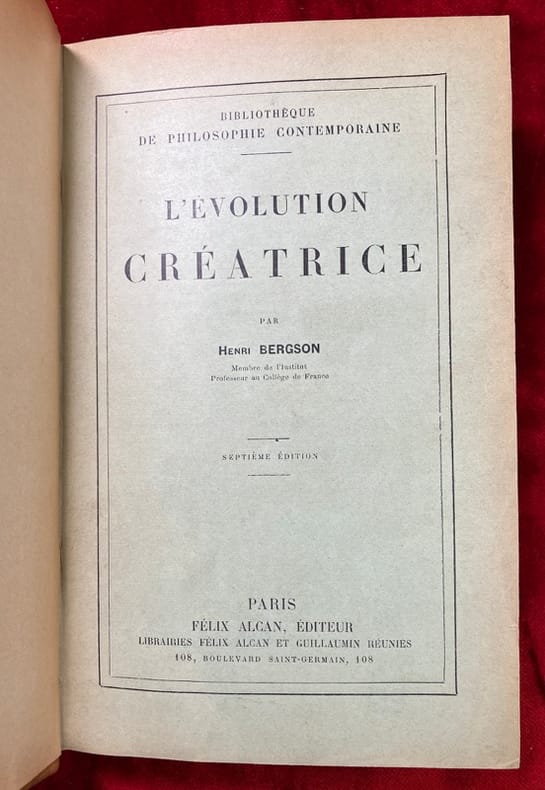 BIBLIOTHÈQUE
DE PHILOSOPHIE CONTEMPORAINE
L'ÉVOLUTION
CRÉATRICE
PAR
HENRI BERGSON
Membre de l'Institut
Professeur au Collège de France
SEPTIÈME ÉDITION
PARIS
FÉLIX ALCAN, ÉDITEUR
LIBRAIRIES FÉLIX ALCAN ET GUILLAUMIN RÉUNIES
108, BOULEVARD SAINT-GERMAIN, 108